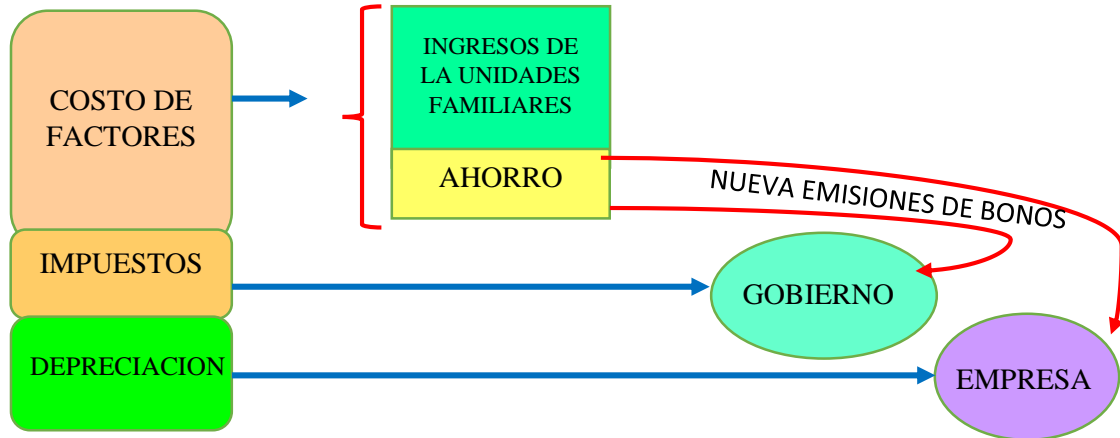 COSTO DE
FACTORES
IMPUESTOS
DEPRECIACION
INGRESOS DE
LA UNIDADES
FAMILIARES
AHORRO
NUEVA EMISIONES DE BONOS
GOBIERNO
EMPRESA